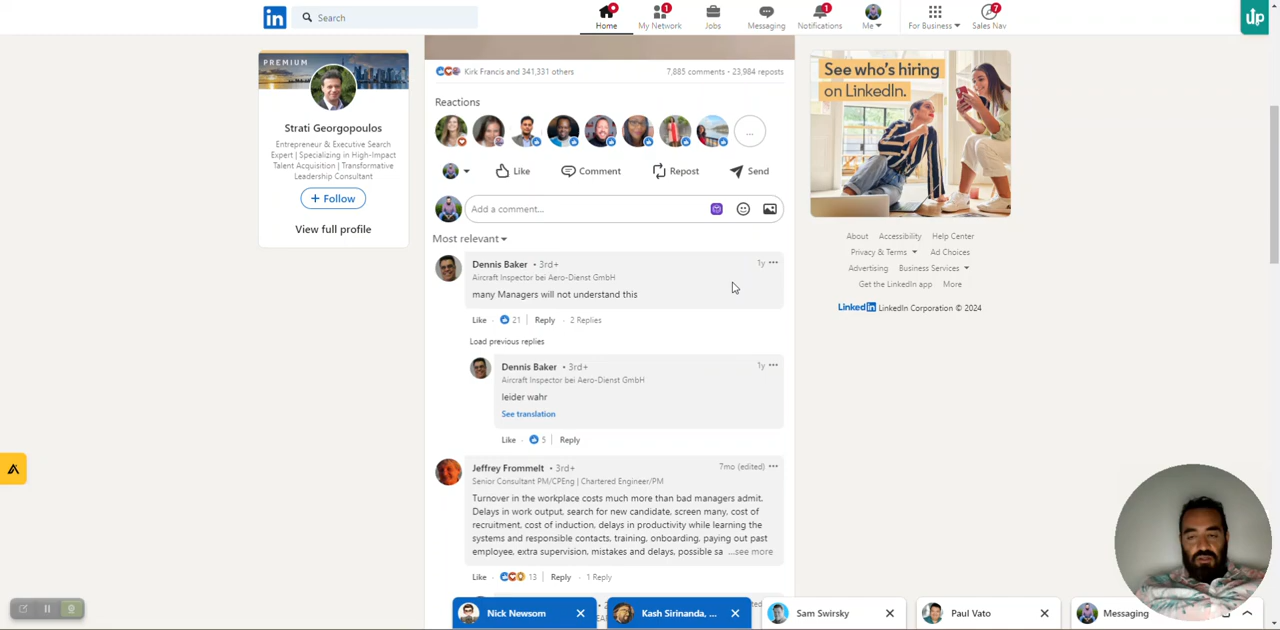 in
Search
Home
1
My Network
Jobs
Messaging
1
Notifications
Me
For Business
7
Sales Nav
up
PREMIUM
Strati Georgopoulos
Entrepreneur & Executive Search
Expert | Specializing in High-Impact
Talent Acquisition | Transformative
Leadership Consultant
+ Follow
View full profile
Kirk Francis and 341,331 others
7,885 comments • 23,984 reposts
Reactions
...
Like
Comment
Repost
Send
Add a comment...
Most relevant
Dennis Baker • 3rd+
1y ...
Aircraft Inspector bei Aero-Dienst GmbH
many Managers will not understand this
Like · 21 | Reply · 2 Replies
Load previous replies
Dennis Baker • 3rd+
1y ...
Aircraft Inspector bei Aero-Dienst GmbH
leider wahr
See translation
Like · 5 | Reply
Jeffrey Frommelt • 3rd+
7mo (edited) ...
Senior Consultant PM/CPEng | Chartered Engineer/PM
Turnover in the workplace costs much more than bad managers admit.
Delays in work output, search for new candidate, screen many, cost of
recruitment, cost of induction, delays in productivity while learning the
systems and responsible contacts, training, onboarding, paying out past
employee, extra supervision, mistakes and delays, possible sa ...see more
Like · 13 | Reply · 1 Reply
See who's hiring
on LinkedIn.
About Accessibility Help Center
Privacy & Terms Ad Choices
Advertising Business Services
Get the LinkedIn app More
LinkedIn LinkedIn Corporation © 2024
Nick Newsom
Kash Sirinanda, ...
Sam Swirsky
Paul Vato
Messaging